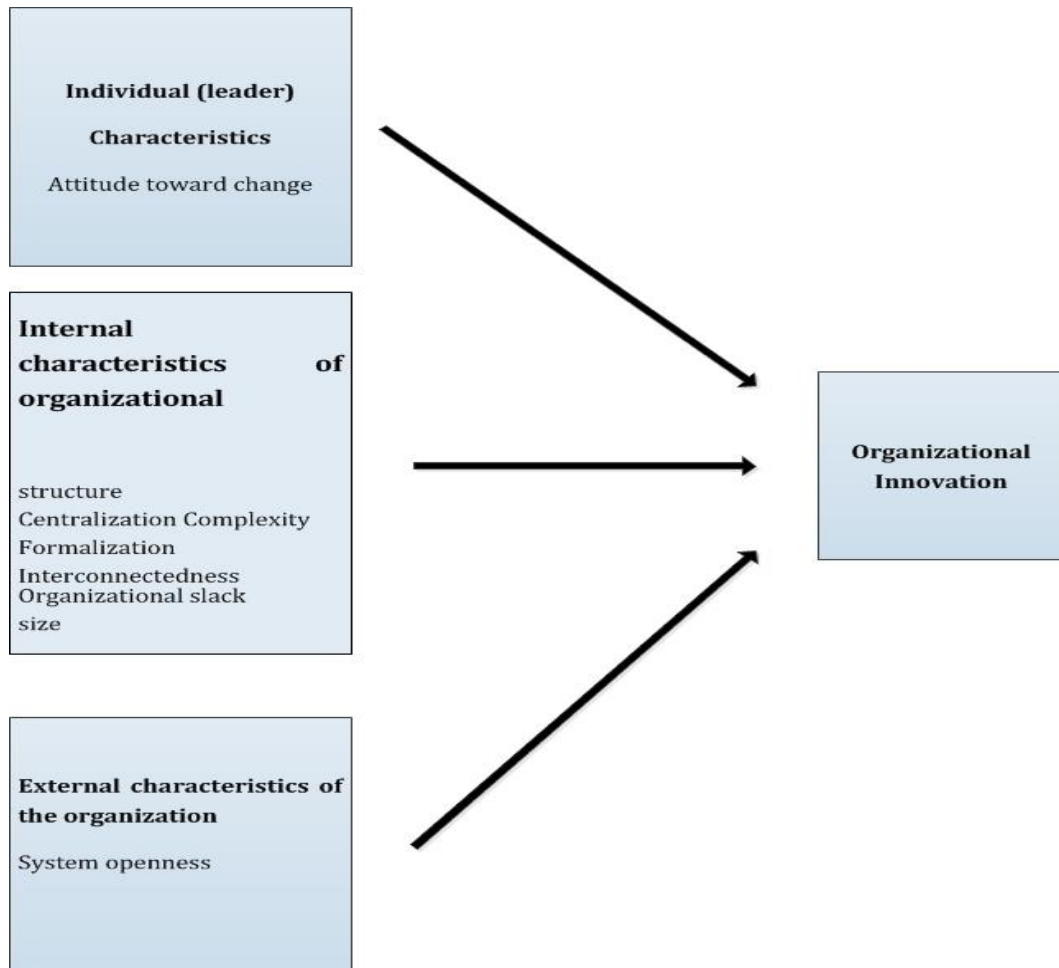 Individual (leader)
Characteristics
Attitude toward change
Internal
characteristics of
organizational
structure
Centralization Complexity
Formalization
Interconnectedness
Organizational slack
size
External characteristics of
the organization
System openness
Organizational
Innovation